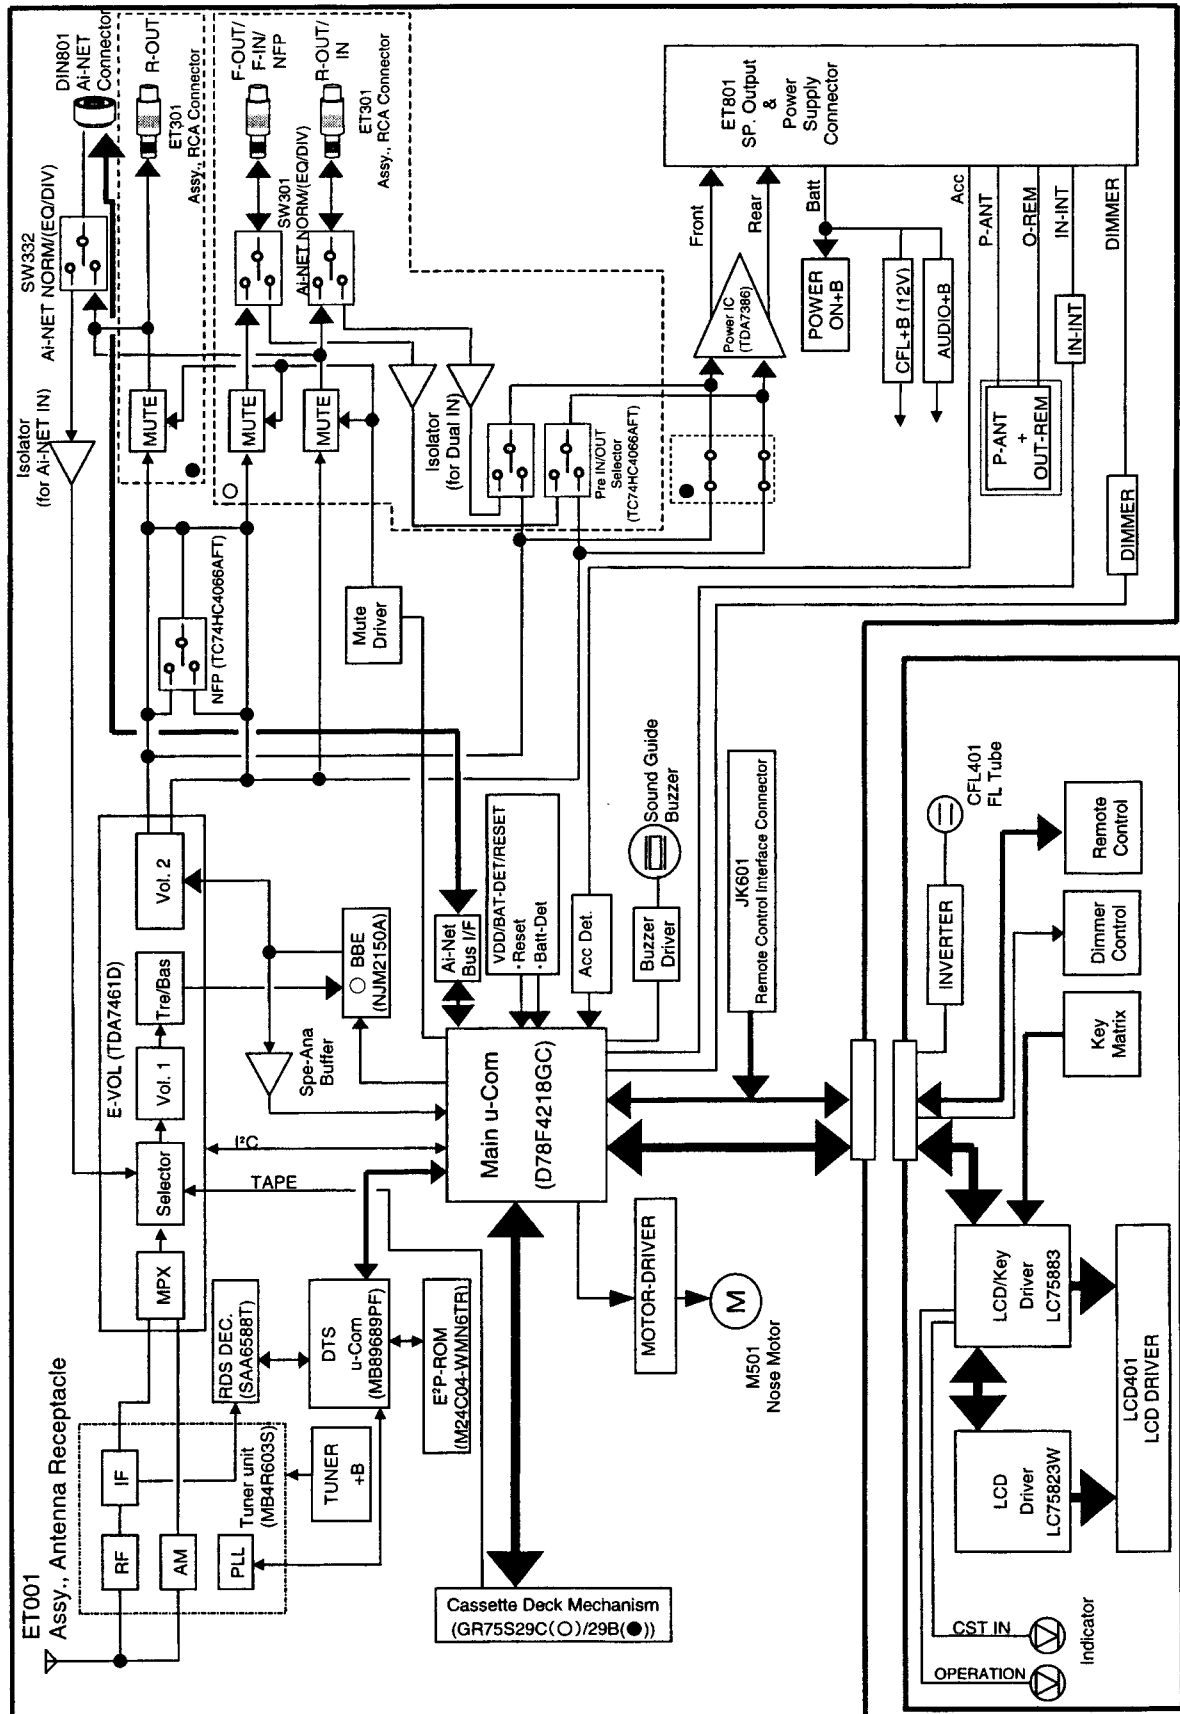 ET001
Assy., Antenna Receptacle
RF
IF
AM
PLL
Tuner unit
(MB4R603S)
TUNER
+B
RDS DEC.
(SAA6588T)
DTS
u-Com
(MB89689PF)
E²P-ROM
(M24C04-WMN6TR)
Cassette Deck Mechanism
(GR75S29C(○)/29B(●))
E-VOL (TDA7461D)
MPX
Selector
Vol. 1
Tre/Bas
Vol. 2
TAPE
I²C
Spe-Ana
Buffer
○ BBE
(NJM2150A)
Main u-Com
(D78F4218GC)
Ai-Net
Bus I/F
VDD/BAT-DET/RESET
· Reset
· Batt-Det
Acc Det.
Buzzer
Driver
Sound Guide
Buzzer
MOTOR-DRIVER
M
M501
Nose Motor
JK601
Remote Control Interface Connector
NFP (TC74HC4066AFT)
Mute
Driver
Isolator
(for Ai-NET IN)
SW332
Ai-NET NORM/(EQ/DIV)
DIN801
Ai-NET
Connector
MUTE
R-OUT
ET301
Assy., RCA Connector
MUTE
MUTE
F-OUT/
F-IN/
NFP
R-OUT/
IN
SW301
Ai-NET NORM/(EQ/DIV)
ET301
Assy., RCA Connector
Isolator
(for Dual IN)
Pre IN/OUT
Selector
(TC74HC4066AFT)
Power IC
(TDA7386)
Front
Rear
ET801
SP. Output
&
Power
Supply
Connector
Batt
POWER
ON+B
CFL+B (12V)
AUDIO+B
Acc
P-ANT
O-REM
IN-INT
DIMMER
P-ANT
+
OUT-REM
IN-INT
DIMMER
CFL401
FL Tube
INVERTER
Remote
Control
Dimmer
Control
Key
Matrix
LCD/Key
Driver
LC75883
LCD
Driver
LC75823W
LCD401
LCD DRIVER
CST IN
OPERATION
Indicator